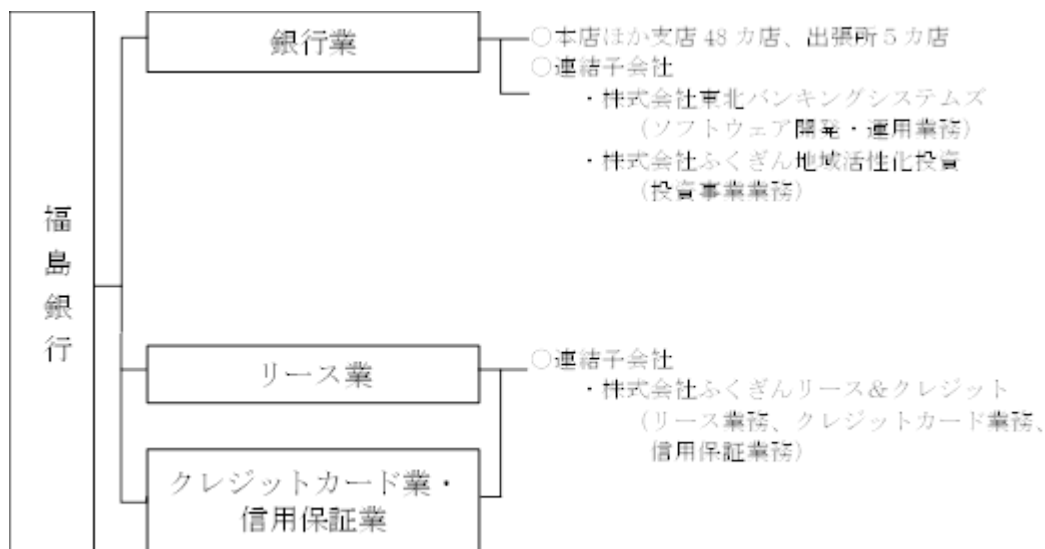 福島銀行
銀行業
○本店ほか支店 48 カ店、出張所 5 カ店
○連結子会社
・株式会社東北バンキングシステムズ
(ソフトウェア開発・運用業務)
・株式会社ふくぎん地域活性化投資
(投資事業業務)
リース業
○連結子会社
・株式会社ふくぎんリース&クレジット
(リース業務、クレジットカード業務、
信用保証業務)
クレジットカード業・
信用保証業